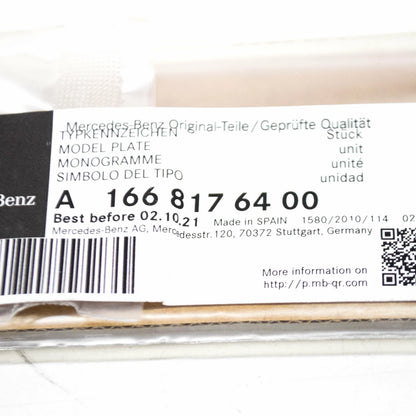 Mercedes-Benz Original-Teile/Geprüfte Qualität
TYPKENNZEICHEN Stück
MODEL PLATE unit
MONOGRAMME unité
SIMBOLO DEL TIPO unidad
Benz
A 166 817 64 00
Best before 02.10.21 Made in SPAIN 1580/2010/114 02
Mercedes-Benz AG, Mercedesstr.120, 70372 Stuttgart, Germany
More information on
http://p.mb-qr.com